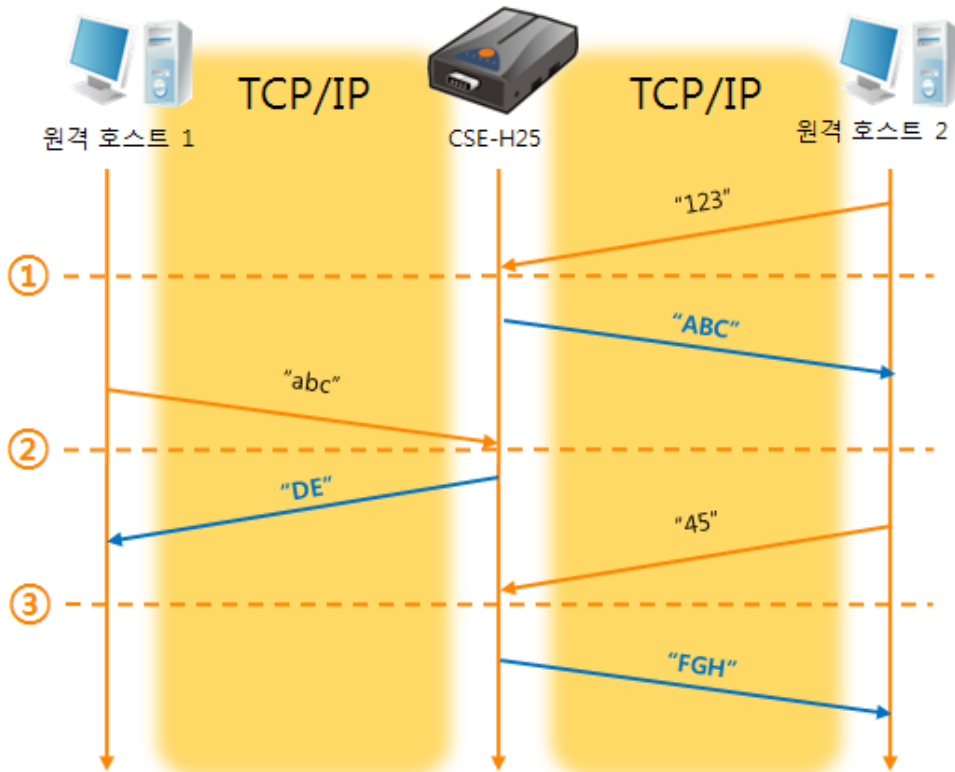 TCP/IP
TCP/IP
원격 호스트 1
CSE-H25
원격 호스트 2
"123"
①
"ABC"
"abc"
②
"DE"
"45"
③
"FGH"